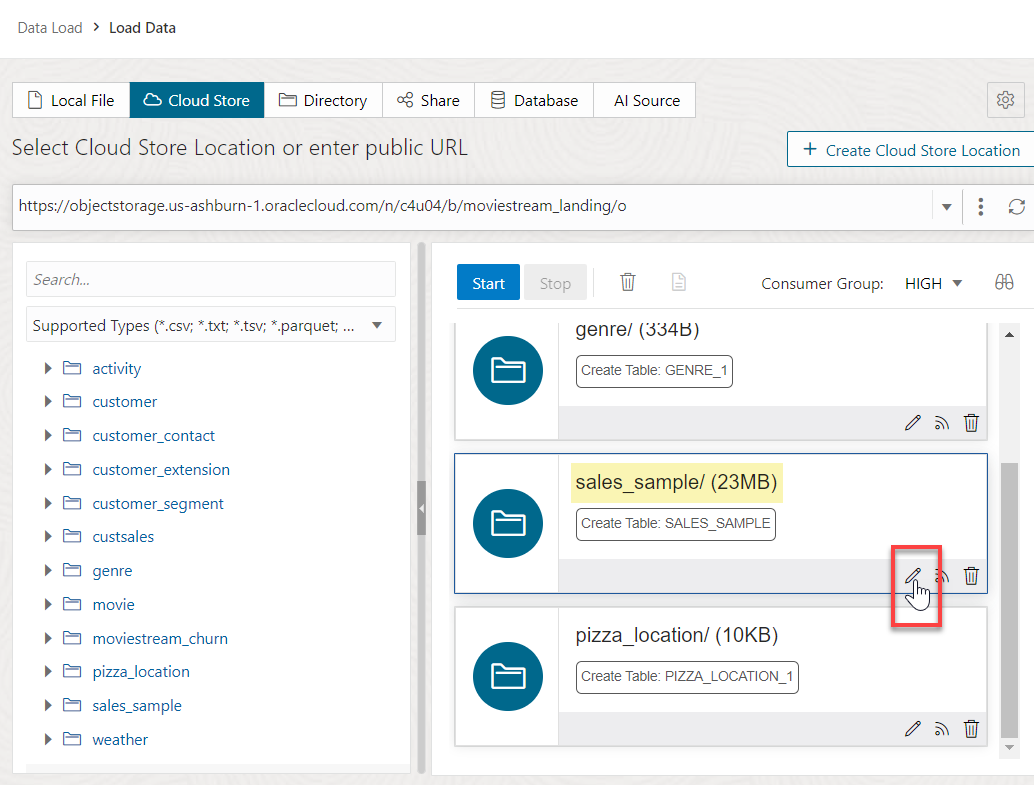 Data Load > Load Data
Local File Cloud Store Directory Share Database AI Source
Select Cloud Store Location or enter public URL
+ Create Cloud Store Location
https://objectstorage.us-ashburn-1.oraclecloud.com/n/c4u04/b/moviestream_landing/o
Search...
Supported Types (*.csv; *.txt; *.tsv; *.parquet; ...
activity
customer
customer_contact
customer_extension
customer_segment
custsales
genre
movie
moviestream_churn
pizza_location
sales_sample
weather
Start Stop Consumer Group: HIGH
genre/ (334B)
Create Table: GENRE_1
sales_sample/ (23MB)
Create Table: SALES_SAMPLE
pizza_location/ (10KB)
Create Table: PIZZA_LOCATION_1